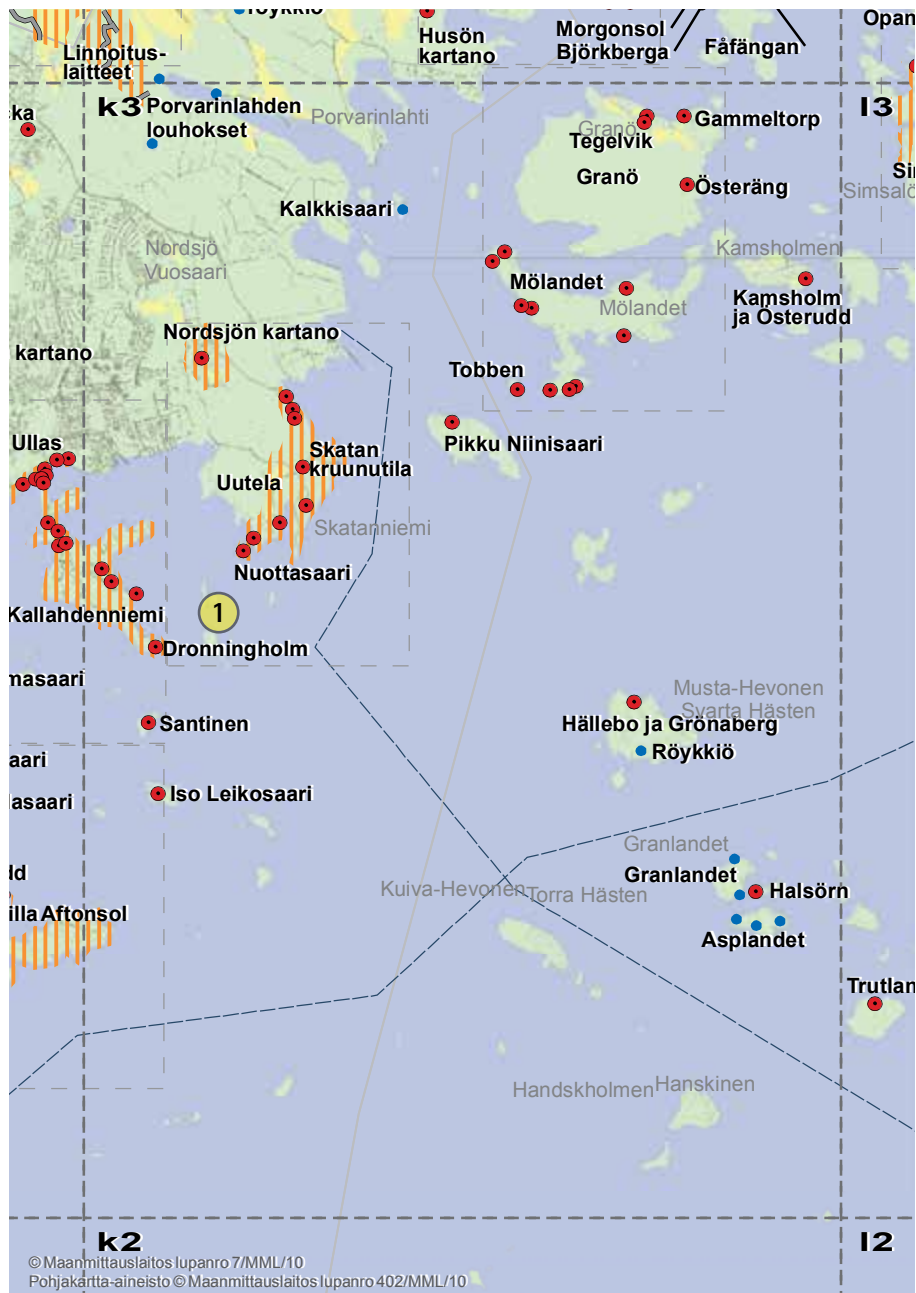 röykkiö
Husön
kartano
Morgonsol
Björkberga
Fåfängan
Opan
Linnoitus-
laitteet
k3
Porvarinlahden
louhokset
Porvarinlahti
ka
l3
Granö
Gammeltorp
Tegelvik
Granö
Österäng
Simsalö
Kalkkisaari
Nordsjö
Vuosaari
Kamsholmen
Mölandet
Mölandet
Kamsholm
ja Österudd
Nordsjön kartano
kartano
Tobben
Ullas
Pikku Niinisaari
Skatan
kruunutila
Uutela
Skatanniemi
Nuottasaari
Kallahdenniemi
1
Dronningholm
masaari
Musta-Hevonen
Svarta Hästen
Santinen
Hällebo ja Grönaberg
Röykkiö
aari
Iso Leikosaari
asaari
Granlandet
Granlandet
dd
Kuiva-Hevonen
Torra Hästen
Halsörn
illa Aftonsol
Asplandet
Trutlan
Handskholmen
Hanskinen
k2
l2
© Maanmittauslaitos lupanro 7/MML/10
Pohjakartta-aineisto © Maanmittauslaitos lupanro 402/MML/10